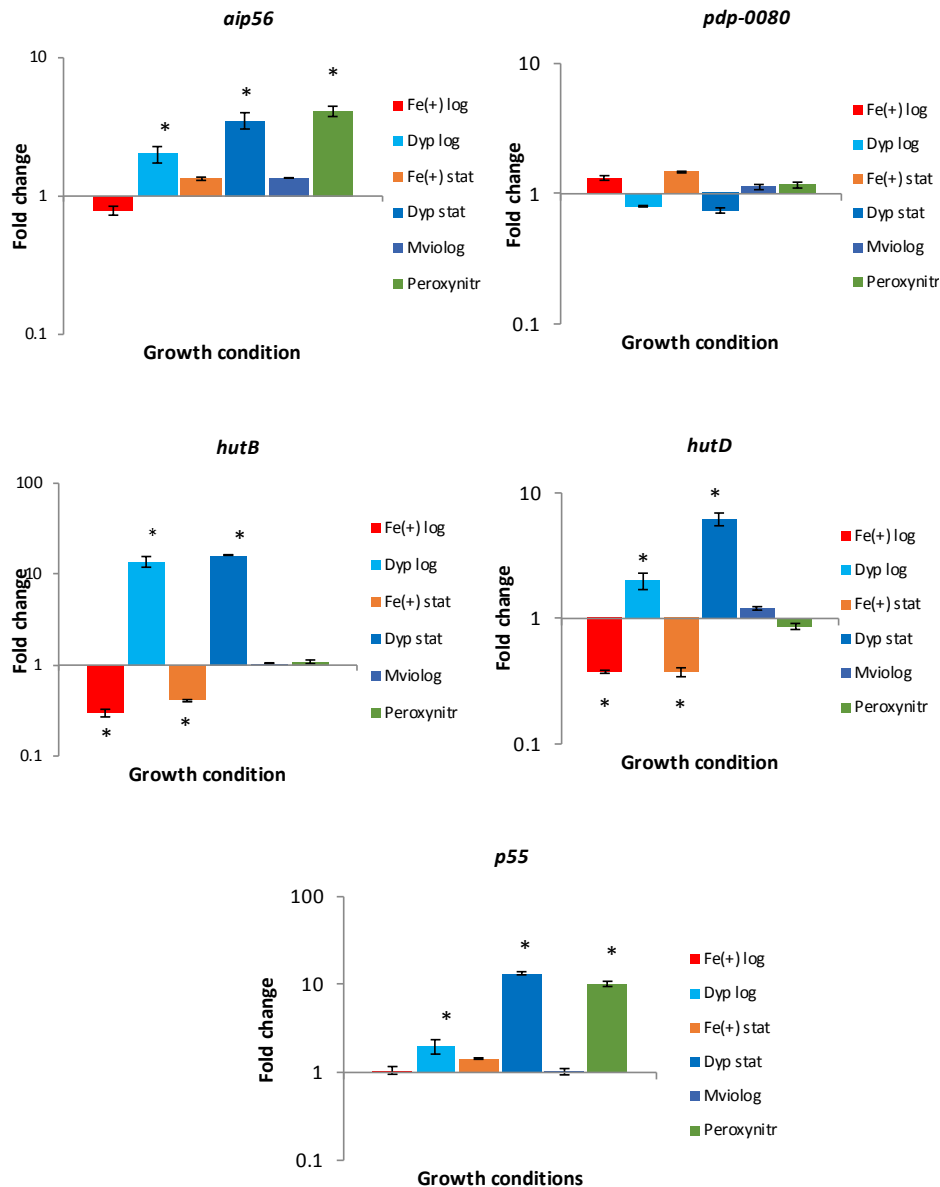 aip56
10
1
0.1
Fold change
Growth condition
*
*
*
Fe(+) log
Dyp log
Fe(+) stat
Dyp stat
Mviolog
Peroxynitr
pdp-0080
10
1
0.1
Fold change
Growth condition
Fe(+) log
Dyp log
Fe(+) stat
Dyp stat
Mviolog
Peroxynitr
hutB
100
10
1
0.1
Fold change
Growth condition
*
*
*
*
Fe(+) log
Dyp log
Fe(+) stat
Dyp stat
Mviolog
Peroxynitr
hutD
10
1
0.1
Fold change
Growth condition
*
*
*
*
Fe(+) log
Dyp log
Fe(+) stat
Dyp stat
Mviolog
Peroxynitr
p55
100
10
1
0.1
Fold change
Growth conditions
*
*
*
Fe(+) log
Dyp log
Fe(+) stat
Dyp stat
Mviolog
Peroxynitr